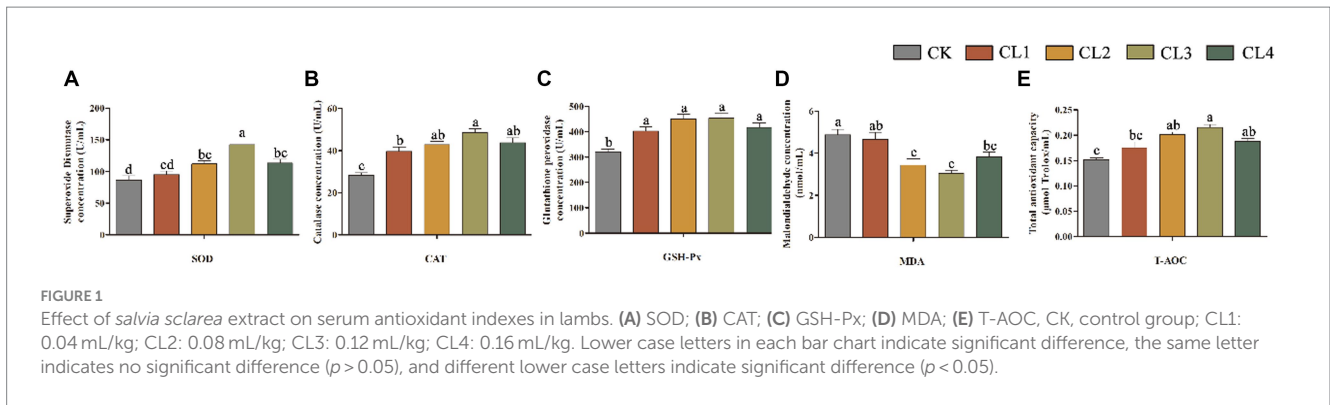 CK CL1 CL2 CL3 CL4
A
Superoxide Dismutase
concentration (U/mL)
200
150
100
50
0
d cd bc a bc
SOD
B
Catalase concentration (U/mL)
60
40
20
0
c b ab a ab
CAT
C
Glutathione peroxidase
concentration (U/mL)
500
400
300
200
100
0
b a a a a
GSH-Px
D
Malondialdehyde concentration
(nmol/mL)
6
4
2
0
a ab c c bc
MDA
E
Total antioxidant capacity
(μmol Trolox/mL)
0.25
0.20
0.15
0.10
0.05
0.00
c bc ab a ab
T-AOC
FIGURE 1
Effect of salvia sclarea extract on serum antioxidant indexes in lambs. (A) SOD; (B) CAT; (C) GSH-Px; (D) MDA; (E) T-AOC, CK, control group; CL1:
0.04 mL/kg; CL2: 0.08 mL/kg; CL3: 0.12 mL/kg; CL4: 0.16 mL/kg. Lower case letters in each bar chart indicate significant difference, the same letter
indicates no significant difference (p > 0.05), and different lower case letters indicate significant difference (p < 0.05).